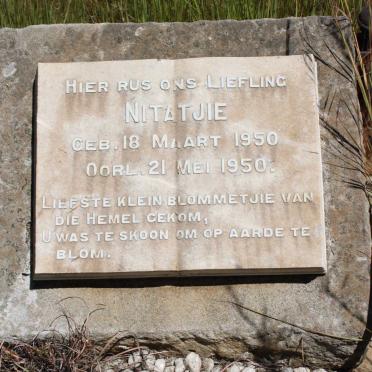 Hier rus ons Liefling
Nitatjie
Geb. 18 Maart 1950
Oorl. 21 Mei 1950.
Liefste klein blommetjie van
die Hemel gekom,
U was te skoon om op aarde te
blom.